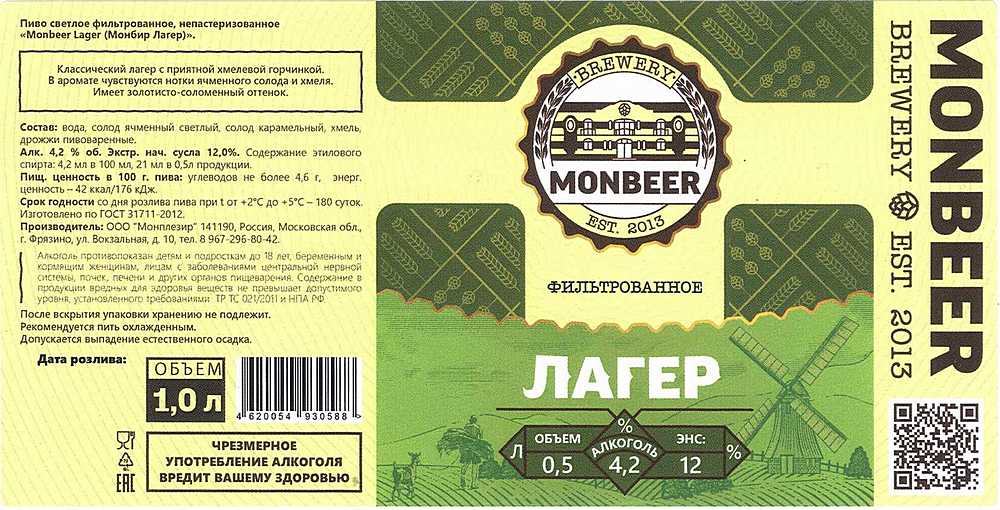 Пиво светлое фильтрованное, непастеризованное
«Monbeer Lager (Монбир Лагер)».
Классический лагер с приятной хмелевой горчинкой.
В аромате чувствуются нотки ячменного солода и хмеля.
Имеет золотисто-соломенный оттенок.
Состав: вода, солод ячменный светлый, солод карамельный, хмель,
дрожжи пивоваренные.
Алк. 4,2 % об. Экстр. нач. сусла 12,0%. Содержание этилового
спирта: 4,2 мл в 100 мл, 21 мл в 0,5л продукции.
Пищ. ценность в 100 г. пива: углеводов не более 4,6 г, энерг.
ценность – 42 ккал/176 кДж.
Срок годности со дня розлива пива при t от +2°С до +5°С – 180 суток.
Изготовлено по ГОСТ 31711-2012.
Производитель: ООО "Монплезир" 141190, Россия, Московская обл.,
г. Фрязино, ул. Вокзальная, д. 10, тел. 8 967-296-80-42.
Алкоголь противопоказан детям и подросткам до 18 лет, беременным и
кормящим женщинам, лицам с заболеваниями центральной нервной
системы, почек, печени и других органов пищеварения. Содержание в
продукции вредных для здоровья веществ не превышает допустимого
уровня, установленного требованиями ТР ТС 021/2011 и НПА РФ.
После вскрытия упаковки хранению не подлежит.
Рекомендуется пить охлажденным.
Допускается выпадение естественного осадка.
Дата розлива:
ОБЪЕМ
1,0 л
4 620054 930588 >
ЕАС
ЧРЕЗМЕРНОЕ
УПОТРЕБЛЕНИЕ АЛКОГОЛЯ
ВРЕДИТ ВАШЕМУ ЗДОРОВЬЮ
BREWERY
MONBEER
EST. 2013
ФИЛЬТРОВАННОЕ
ЛАГЕР
Л
ОБЪЕМ
0,5
%
АЛКОГОЛЬ
4,2
ЭНС:
12
%
MONBEER
BREWERY EST. 2013